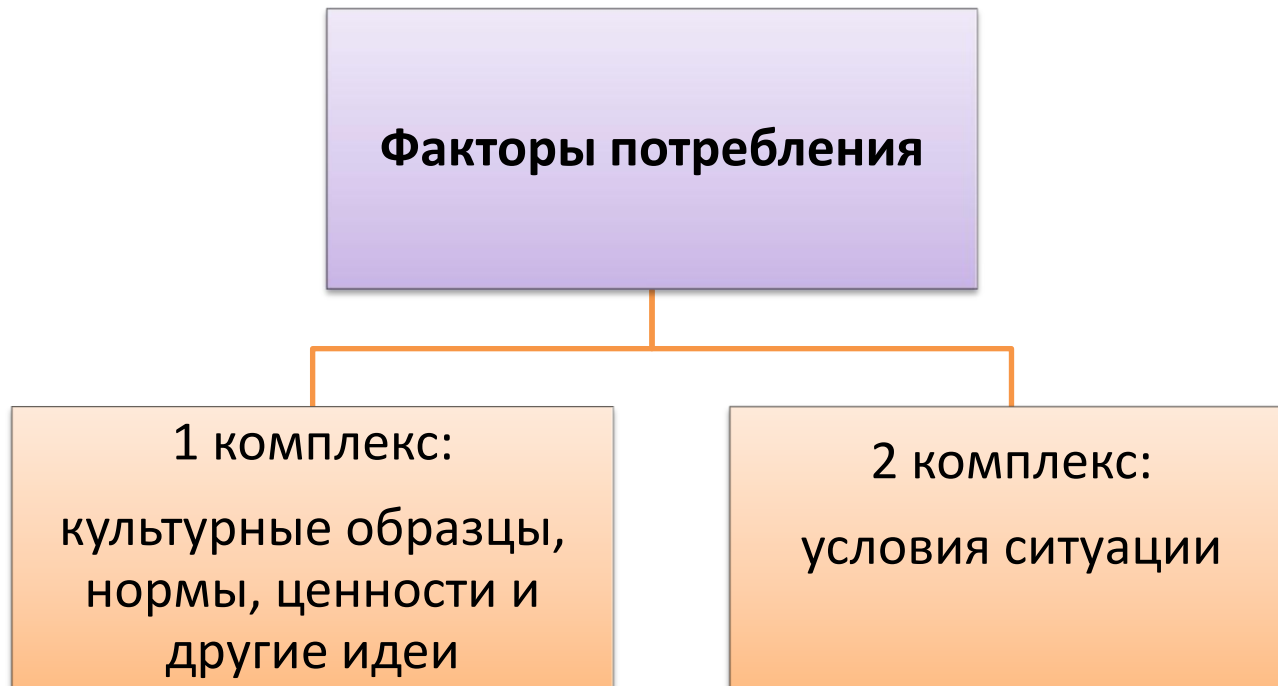 Факторы потребления
1 комплекс:
культурные образцы,
нормы, ценности и
другие идеи
2 комплекс:
условия ситуации